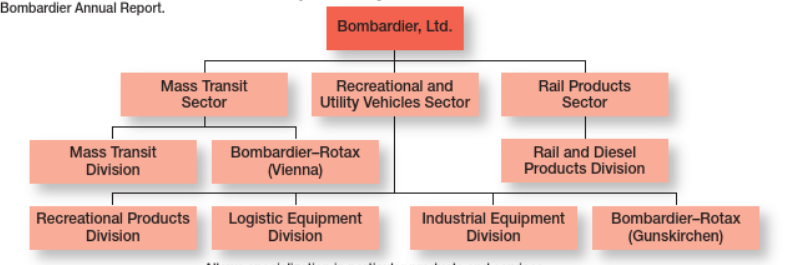 Bombardier Annual Report.
Bombardier, Ltd.
Mass Transit
Sector
Recreational and
Utility Vehicles Sector
Rail Products
Sector
Mass Transit
Division
Bombardier–Rotax
(Vienna)
Rail and Diesel
Products Division
Recreational Products
Division
Logistic Equipment
Division
Industrial Equipment
Division
Bombardier–Rotax
(Gunskirchen)